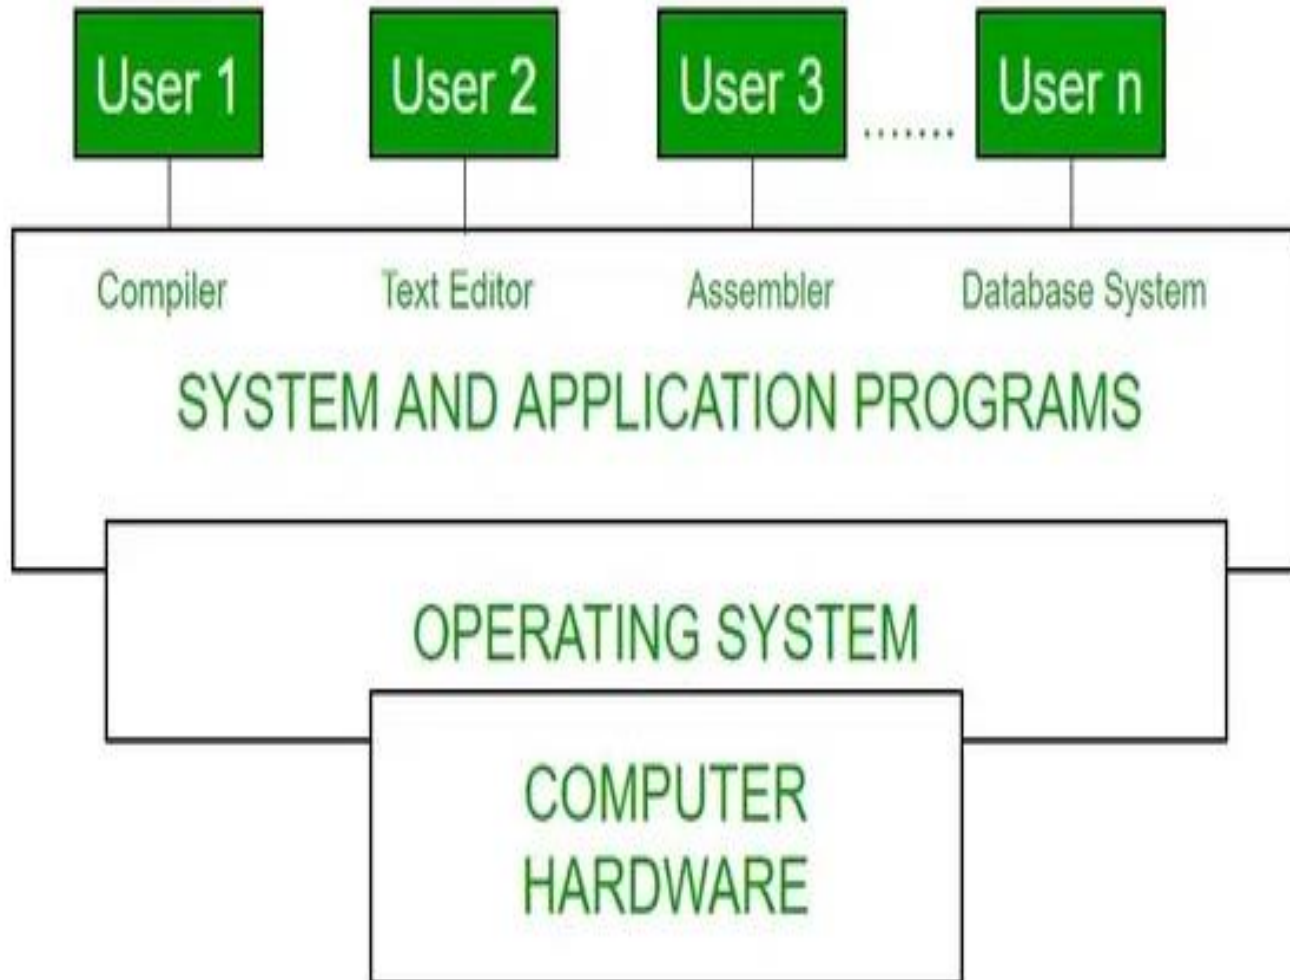 User 1 User 2 User 3 ....... User n
Compiler Text Editor Assembler Database System
SYSTEM AND APPLICATION PROGRAMS
OPERATING SYSTEM
COMPUTER
HARDWARE